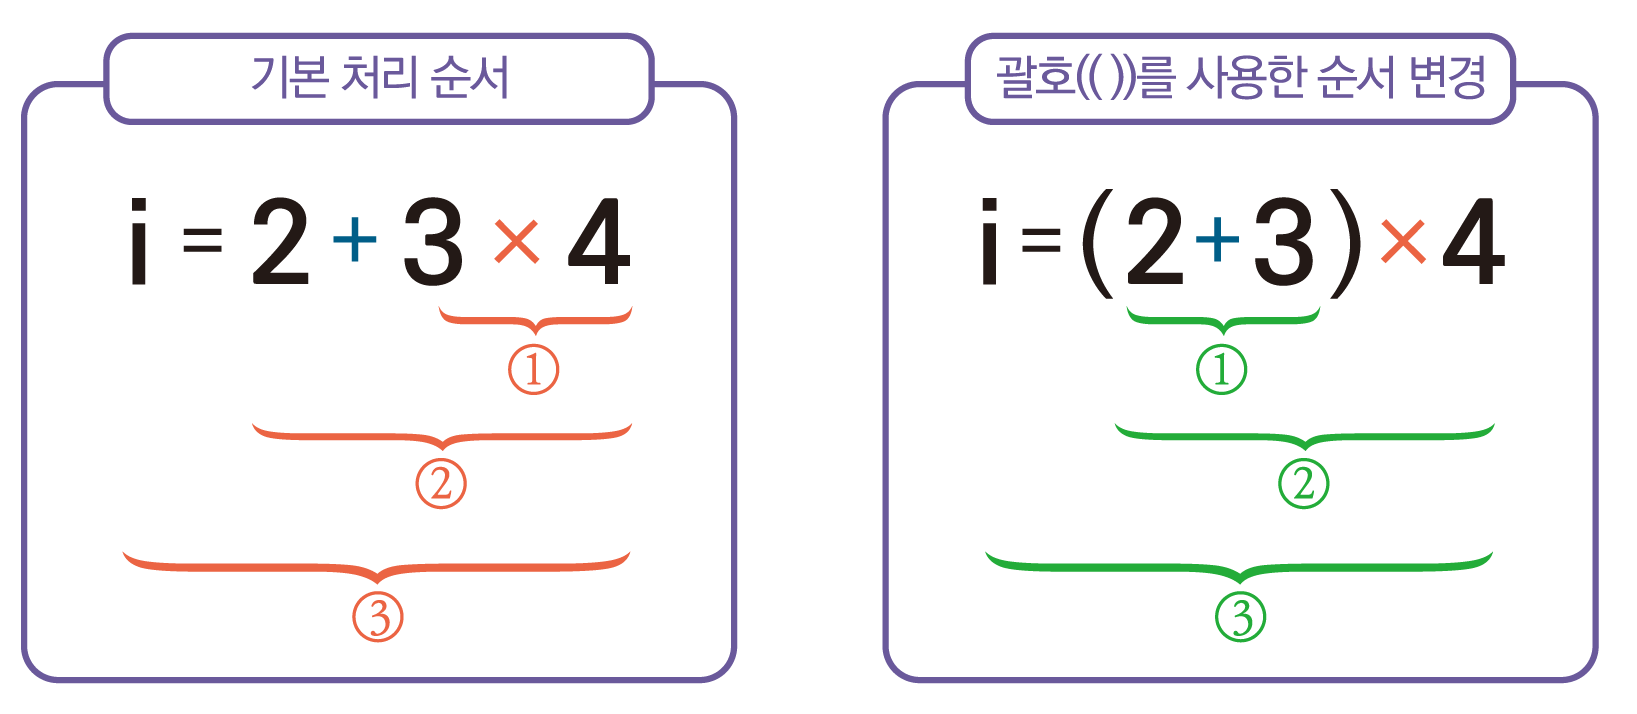 기본 처리 순서
i = 2 + 3 × 4
①
②
③
괄호(( ))를 사용한 순서 변경
i = (2+3) × 4
①
②
③